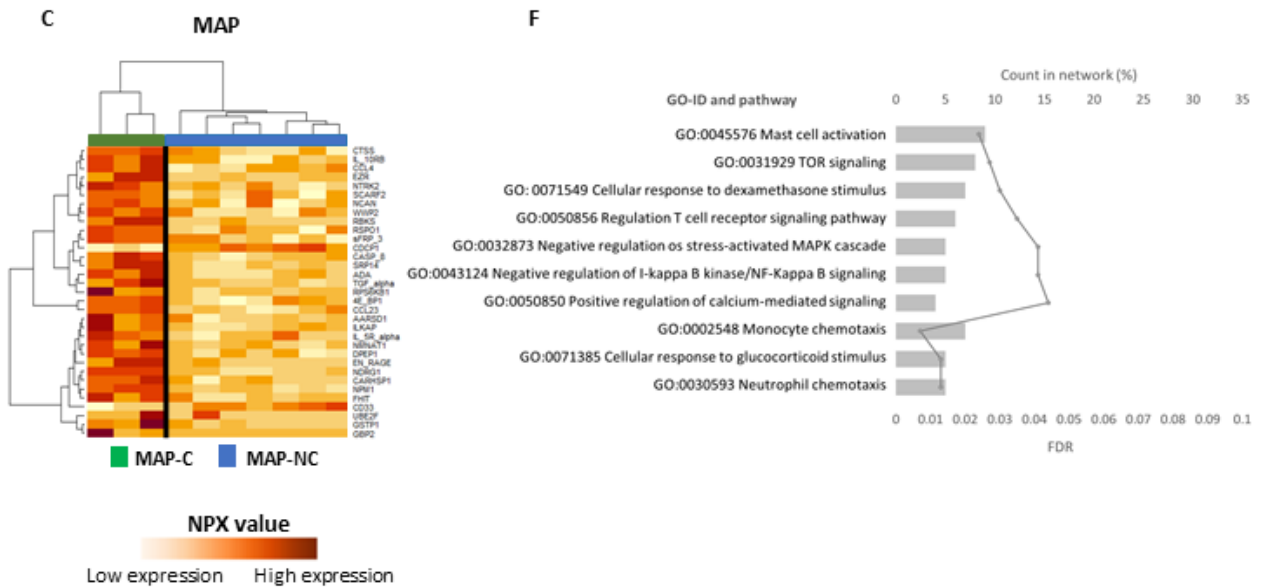 C
MAP
CTSS
IL_10RB
CCL4
EZR
NTRK2
SCARF2
NCAN
WWP2
RBKS
RSPO1
sFRP_3
CDCP1
CASP_8
SRP14
ADA
TGF_alpha
RPS6KB1
4E_BP1
CCL23
AARSD1
ILKAP
IL_5R_alpha
NRNAT1
DPEP1
EN_RAGE
NDRG1
CARHSP1
NPM1
FHIT
CD33
UBE2F
GSTP1
GBP2
MAP-C MAP-NC
NPX value
Low expression High expression
F
Count in network (%)
GO-ID and pathway 0 5 10 15 20 25 30 35
GO:0045576 Mast cell activation
GO:0031929 TOR signaling
GO: 0071549 Cellular response to dexamethasone stimulus
GO:0050856 Regulation T cell receptor signaling pathway
GO:0032873 Negative regulation os stress-activated MAPK cascade
GO:0043124 Negative regulation of I-kappa B kinase/NF-Kappa B signaling
GO:0050850 Positive regulation of calcium-mediated signaling
GO:0002548 Monocyte chemotaxis
GO:0071385 Cellular response to glucocorticoid stimulus
GO:0030593 Neutrophil chemotaxis
0 0.01 0.02 0.03 0.04 0.05 0.06 0.07 0.08 0.09 0.1
FDR